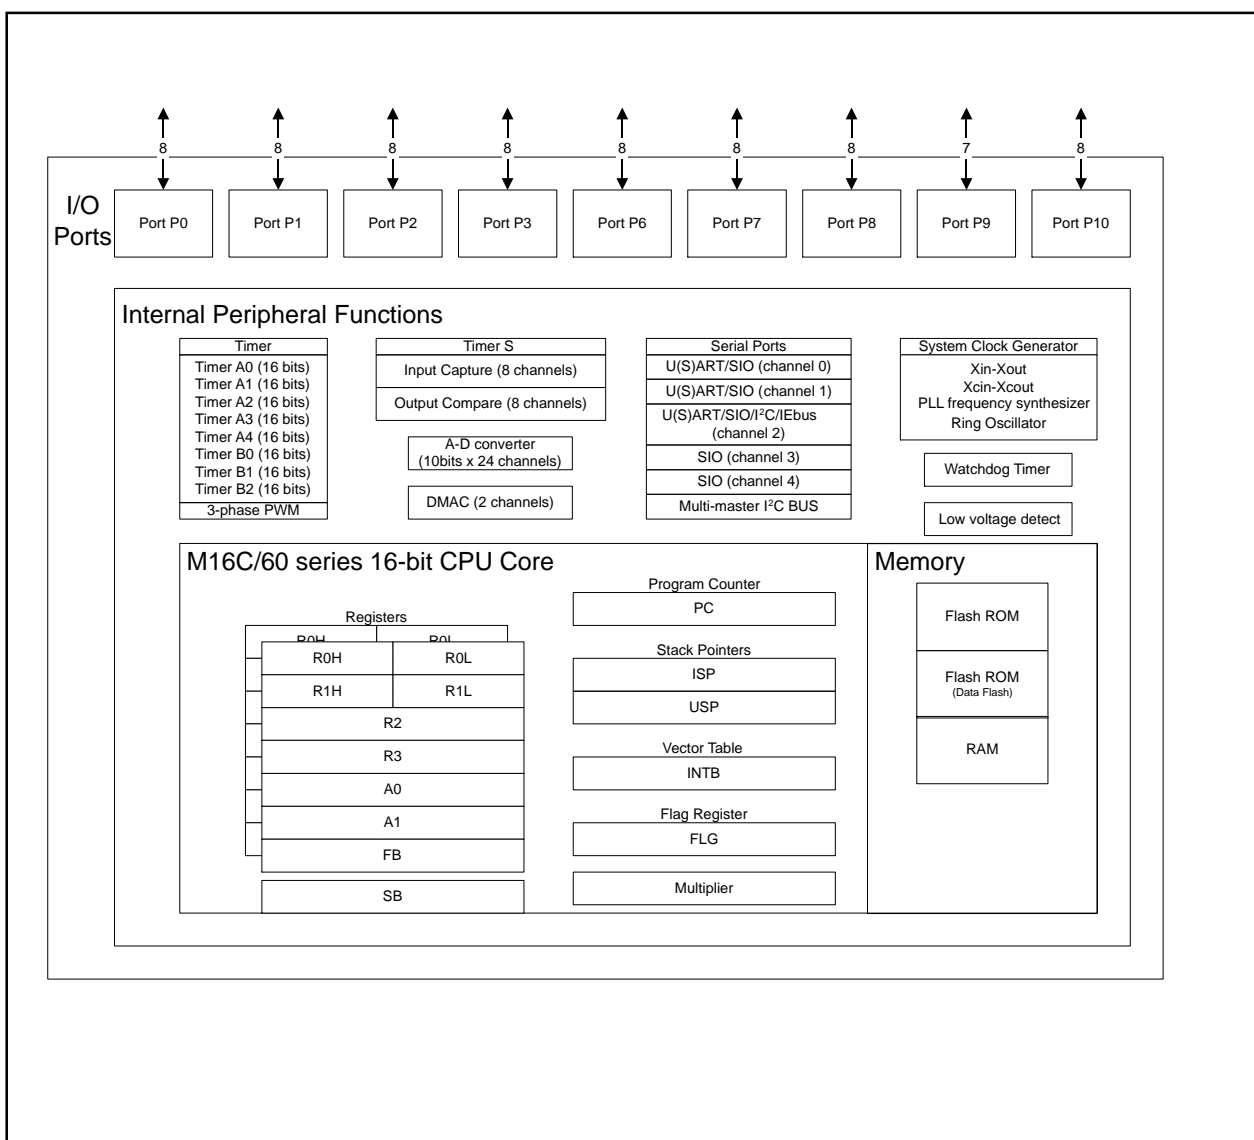 8 8 8 8 8 8 8 7 8
I/O
Ports
Port P0 Port P1 Port P2 Port P3 Port P6 Port P7 Port P8 Port P9 Port P10
Internal Peripheral Functions
Timer
Timer A0 (16 bits)
Timer A1 (16 bits)
Timer A2 (16 bits)
Timer A3 (16 bits)
Timer A4 (16 bits)
Timer B0 (16 bits)
Timer B1 (16 bits)
Timer B2 (16 bits)
3-phase PWM
Timer S
Input Capture (8 channels)
Output Compare (8 channels)
A-D converter
(10bits x 24 channels)
DMAC (2 channels)
Serial Ports
U(S)ART/SIO (channel 0)
U(S)ART/SIO (channel 1)
U(S)ART/SIO/I²C/IEbus
(channel 2)
SIO (channel 3)
SIO (channel 4)
Multi-master I²C BUS
System Clock Generator
Xin-Xout
Xcin-Xcout
PLL frequency synthesizer
Ring Oscillator
Watchdog Timer
Low voltage detect
M16C/60 series 16-bit CPU Core
Registers
R0H R0L
R0H R0L
R1H R1L
R2
R3
A0
A1
FB
SB
Program Counter
PC
Stack Pointers
ISP
USP
Vector Table
INTB
Flag Register
FLG
Multiplier
Memory
Flash ROM
Flash ROM
(Data Flash)
RAM